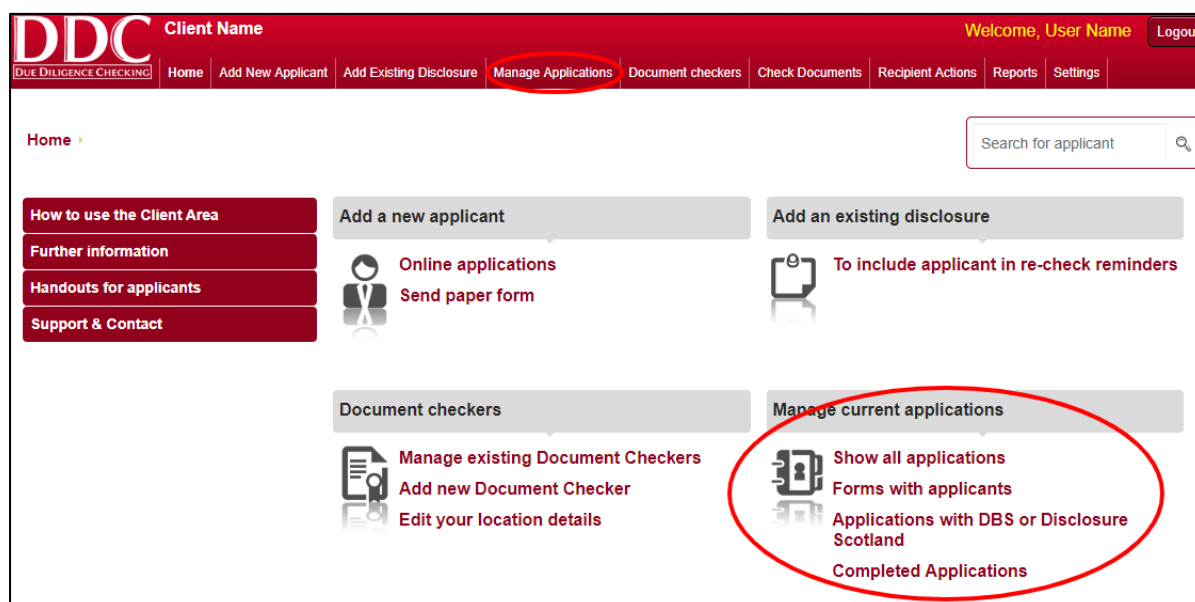 DDC
DUE DILIGENCE CHECKING
Client Name
Welcome, User Name
Logou
Home
Add New Applicant
Add Existing Disclosure
Manage Applications
Document checkers
Check Documents
Recipient Actions
Reports
Settings
Home
Search for applicant
How to use the Client Area
Further information
Handouts for applicants
Support & Contact
Add a new applicant
Online applications
Send paper form
Add an existing disclosure
To include applicant in re-check reminders
Document checkers
Manage existing Document Checkers
Add new Document Checker
Edit your location details
Manage current applications
Show all applications
Forms with applicants
Applications with DBS or Disclosure
Scotland
Completed Applications